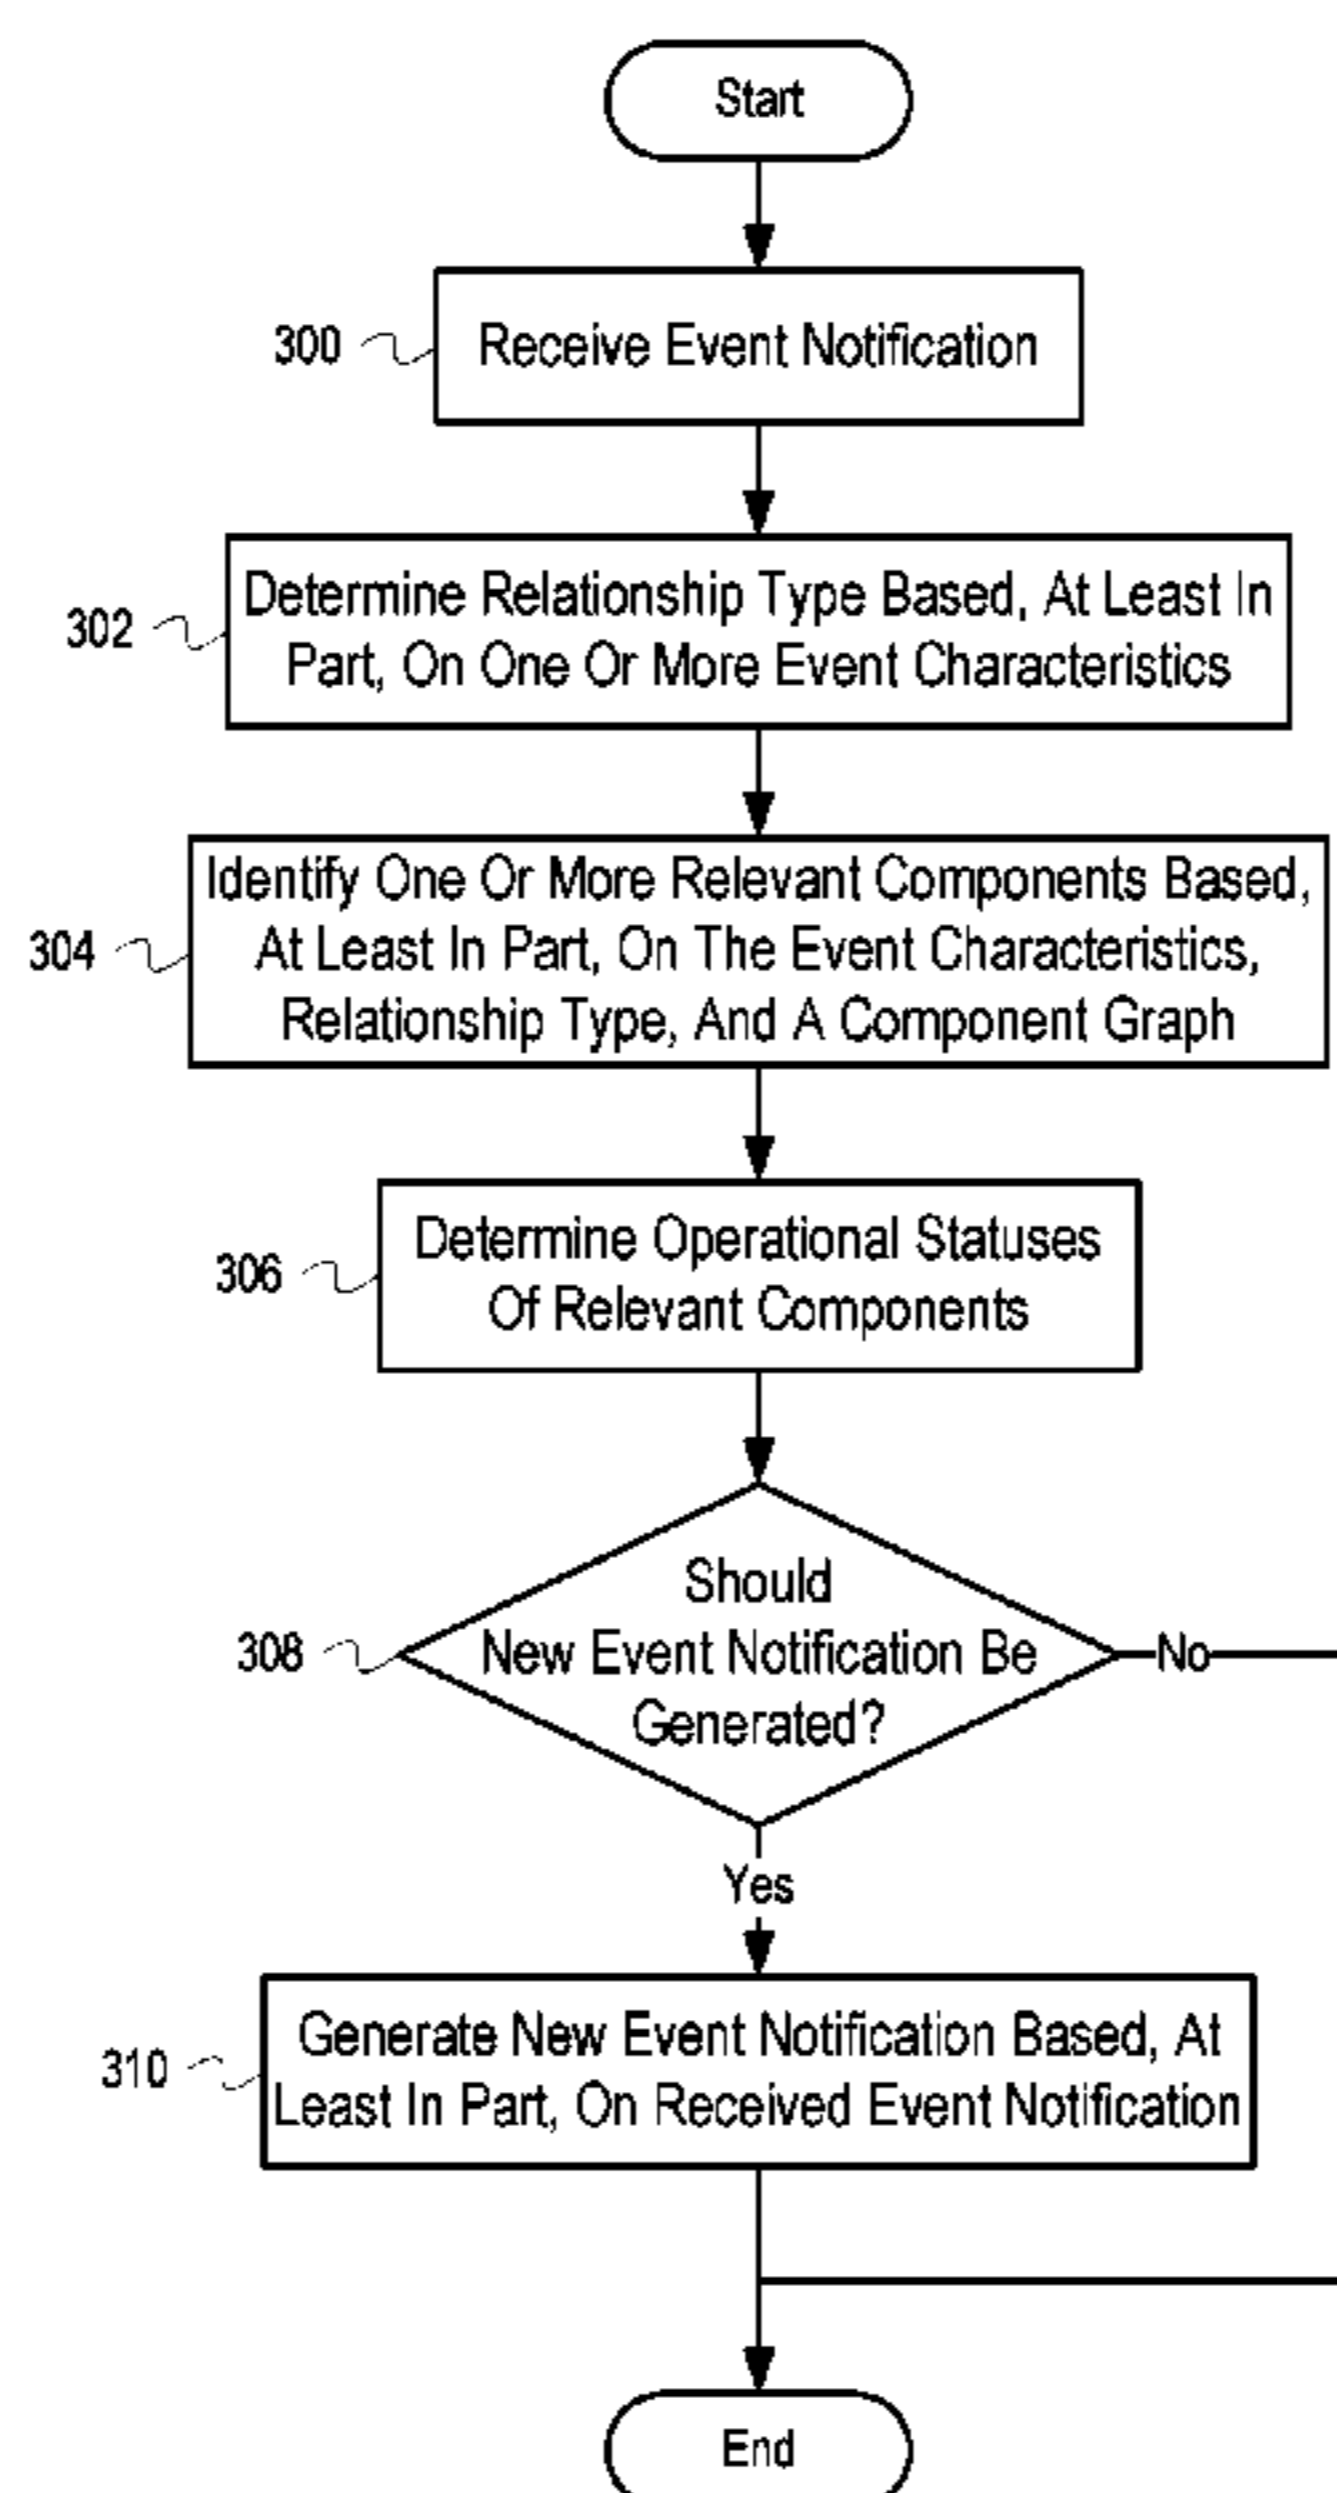 Start
300
Receive Event Notification
302
Determine Relationship Type Based, At Least In
Part, On One Or More Event Characteristics
304
Identify One Or More Relevant Components Based,
At Least In Part, On The Event Characteristics,
Relationship Type, And A Component Graph
306
Determine Operational Statuses
Of Relevant Components
308
Should
New Event Notification Be
Generated?
No
Yes
310
Generate New Event Notification Based, At
Least In Part, On Received Event Notification
End